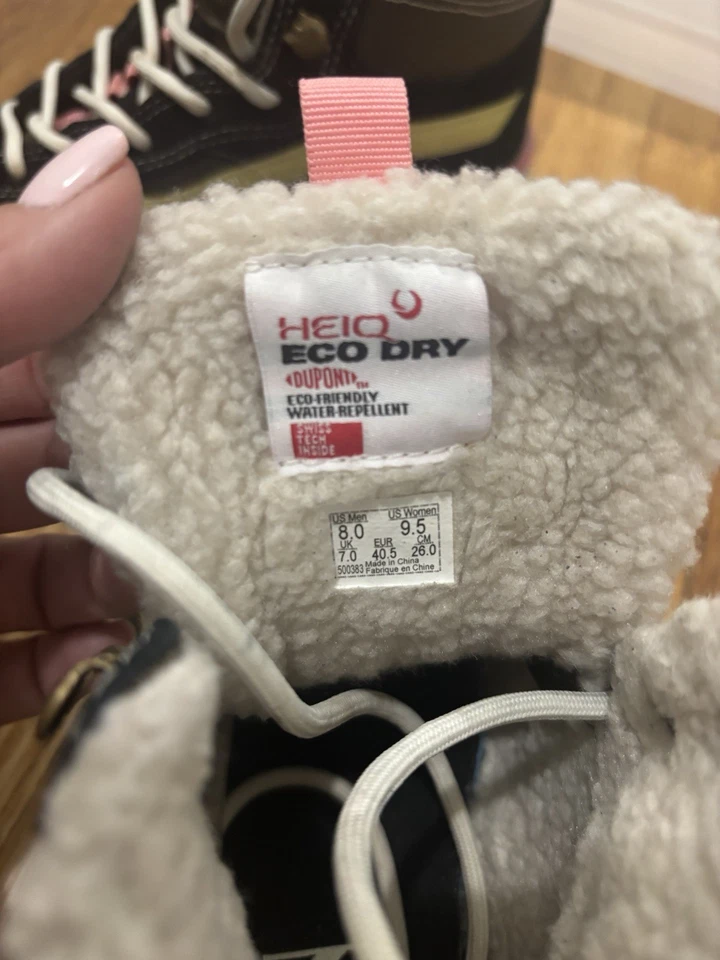 HEIQ
ECO DRY
‹DUPONT› TM
ECO-FRIENDLY
WATER-REPELLENT
SWISS
TECH
INSIDE
US Men US Women
8.0 9.5
UK EUR CM
7.0 40.5 26.0
500383 Made in China
Fabriqué en Chine